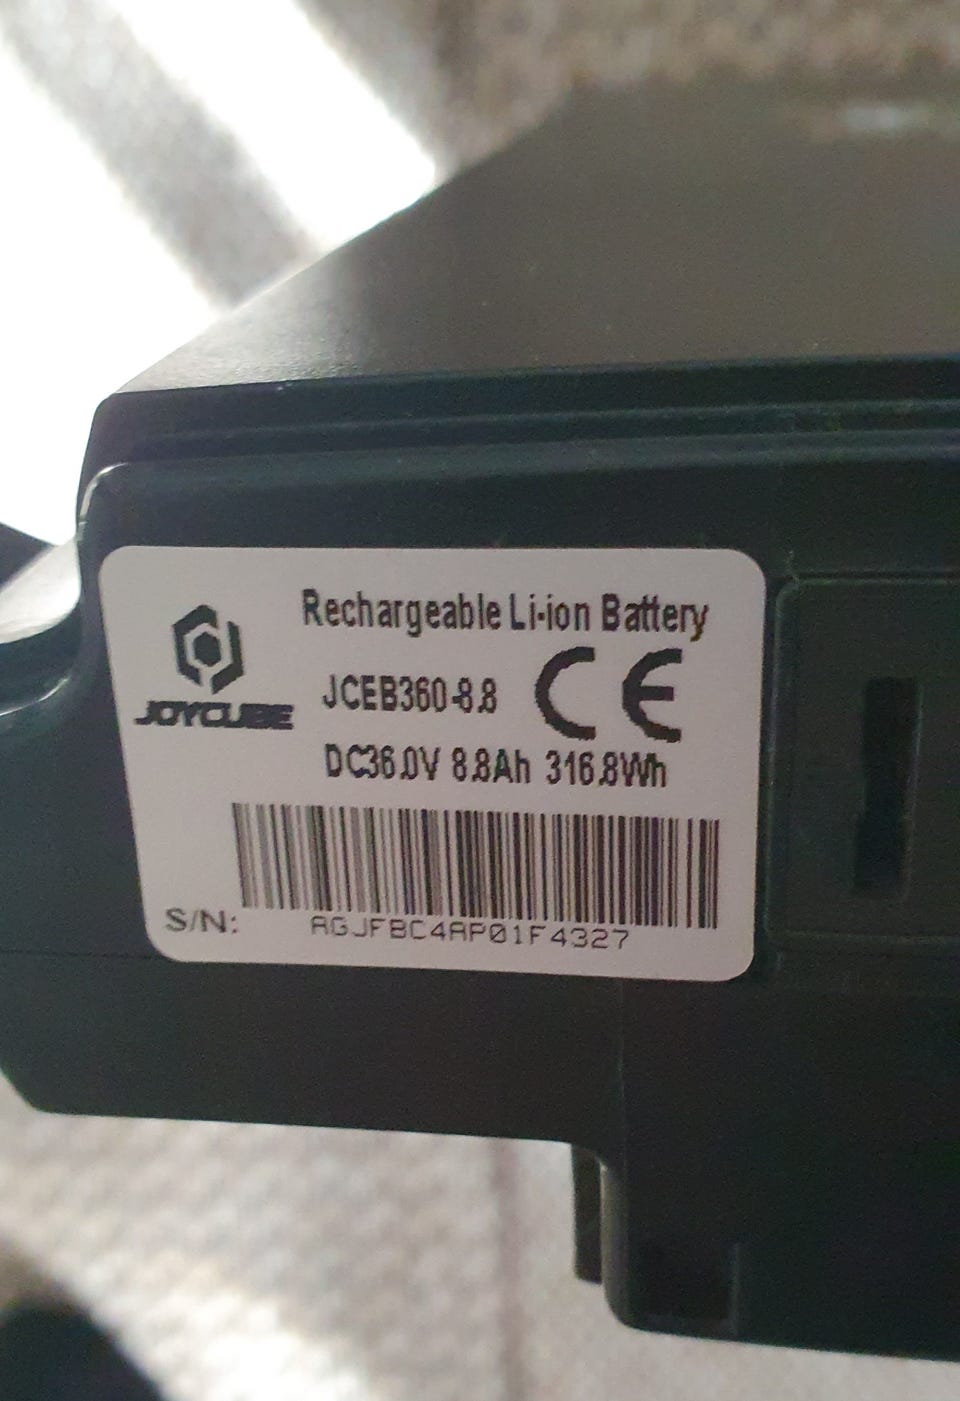 Rechargeable Li-ion Battery
JOYCUBE
JCEB360-8.8 CE
DC36.0V 8.8Ah 316.8Wh
S/N: AGJFBC4AP01F4327